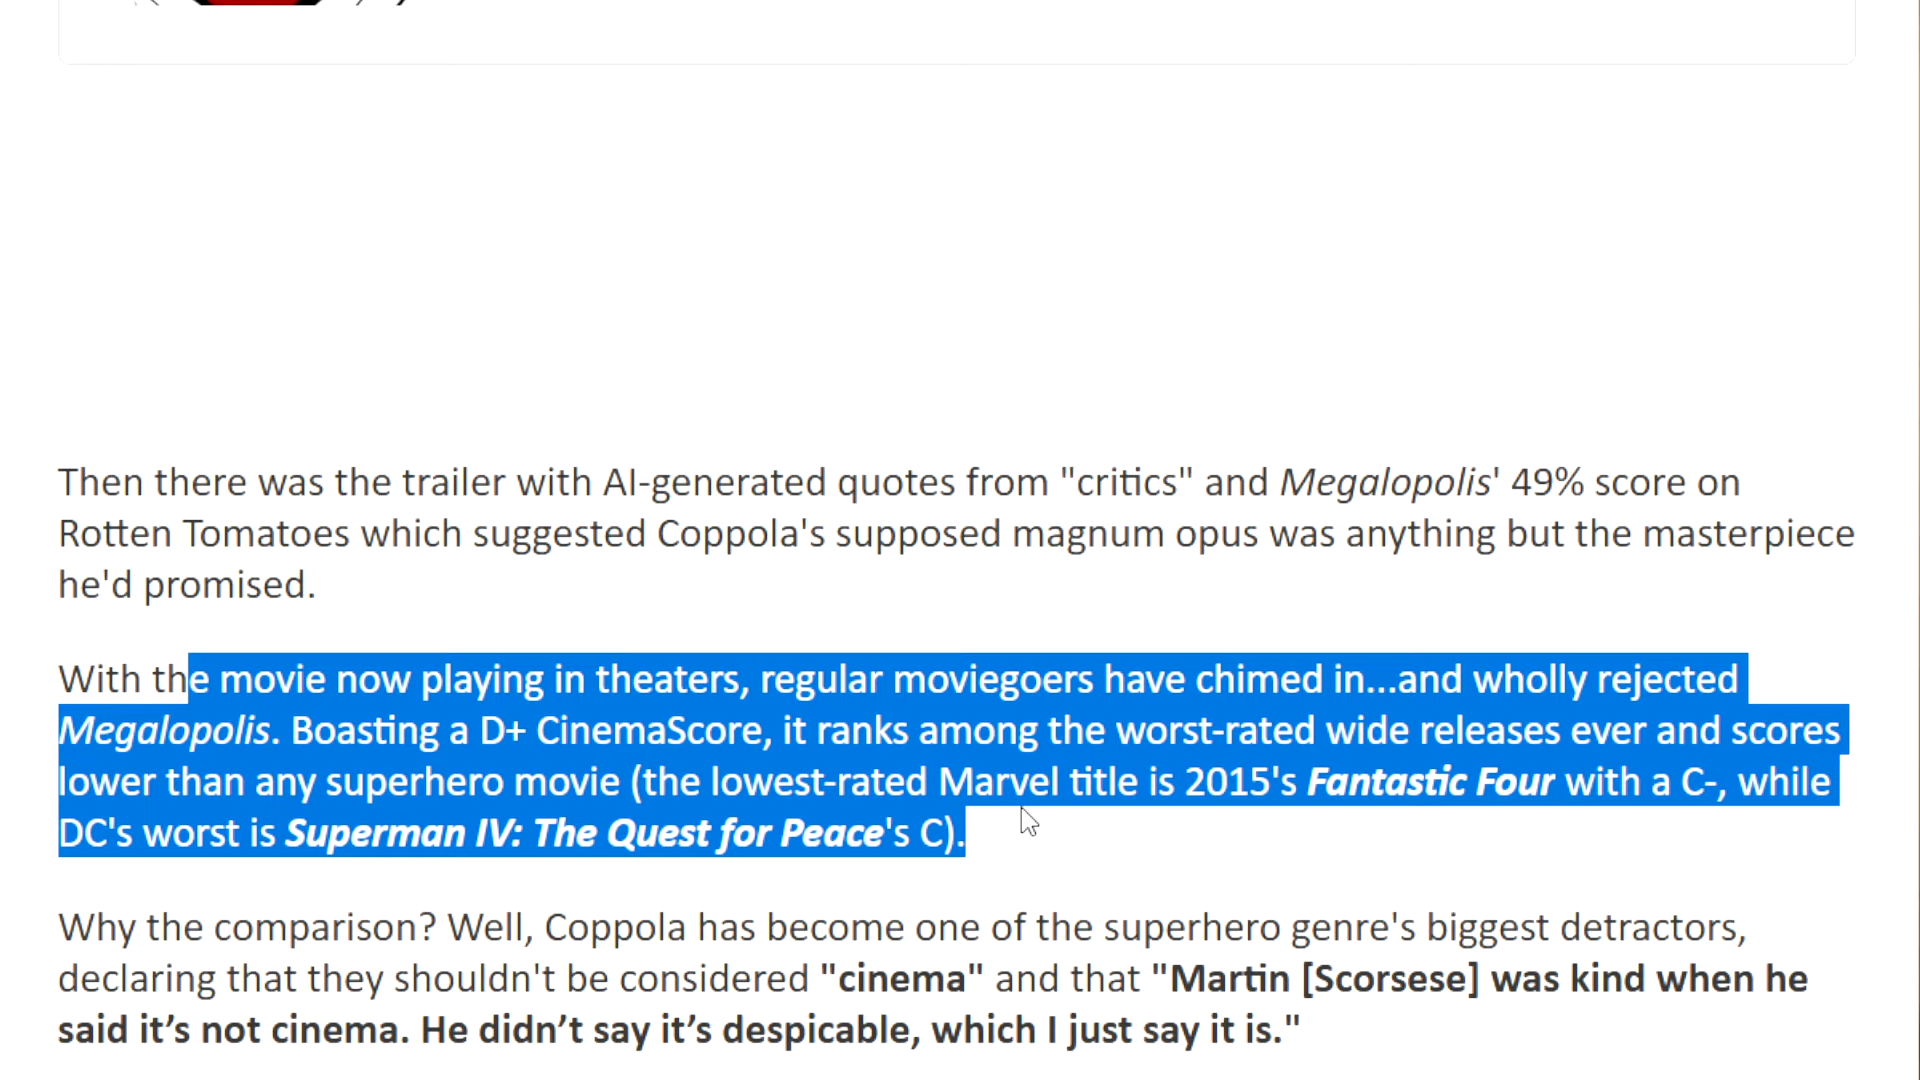 Then there was the trailer with AI-generated quotes from "critics" and Megalopolis' 49% score on
Rotten Tomatoes which suggested Coppola's supposed magnum opus was anything but the masterpiece
he'd promised.
With the movie now playing in theaters, regular moviegoers have chimed in...and wholly rejected
Megalopolis. Boasting a D+ CinemaScore, it ranks among the worst-rated wide releases ever and scores
lower than any superhero movie (the lowest-rated Marvel title is 2015's Fantastic Four with a C-, while
DC's worst is Superman IV: The Quest for Peace's C).
Why the comparison? Well, Coppola has become one of the superhero genre's biggest detractors,
declaring that they shouldn't be considered "cinema" and that "Martin [Scorsese] was kind when he
said it’s not cinema. He didn’t say it’s despicable, which I just say it is."